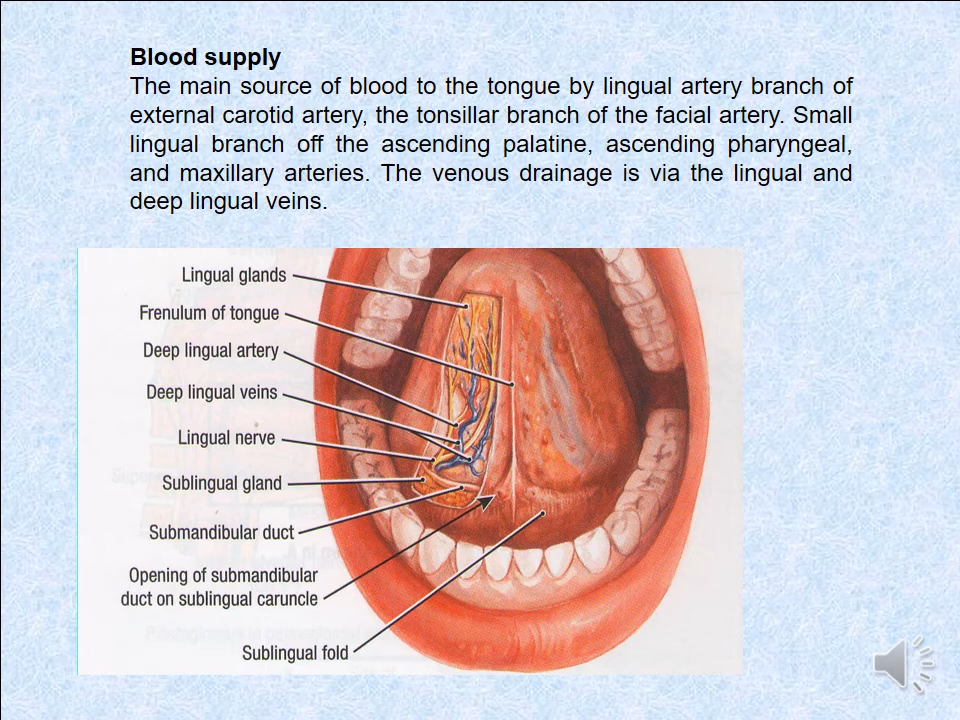 Blood supply
The main source of blood to the tongue by lingual artery branch of
external carotid artery, the tonsillar branch of the facial artery. Small
lingual branch off the ascending palatine, ascending pharyngeal,
and maxillary arteries. The venous drainage is via the lingual and
deep lingual veins.
Lingual glands
Frenulum of tongue
Deep lingual artery
Deep lingual veins
Lingual nerve
Sublingual gland
Submandibular duct
Opening of submandibular
duct on sublingual caruncle
Sublingual fold